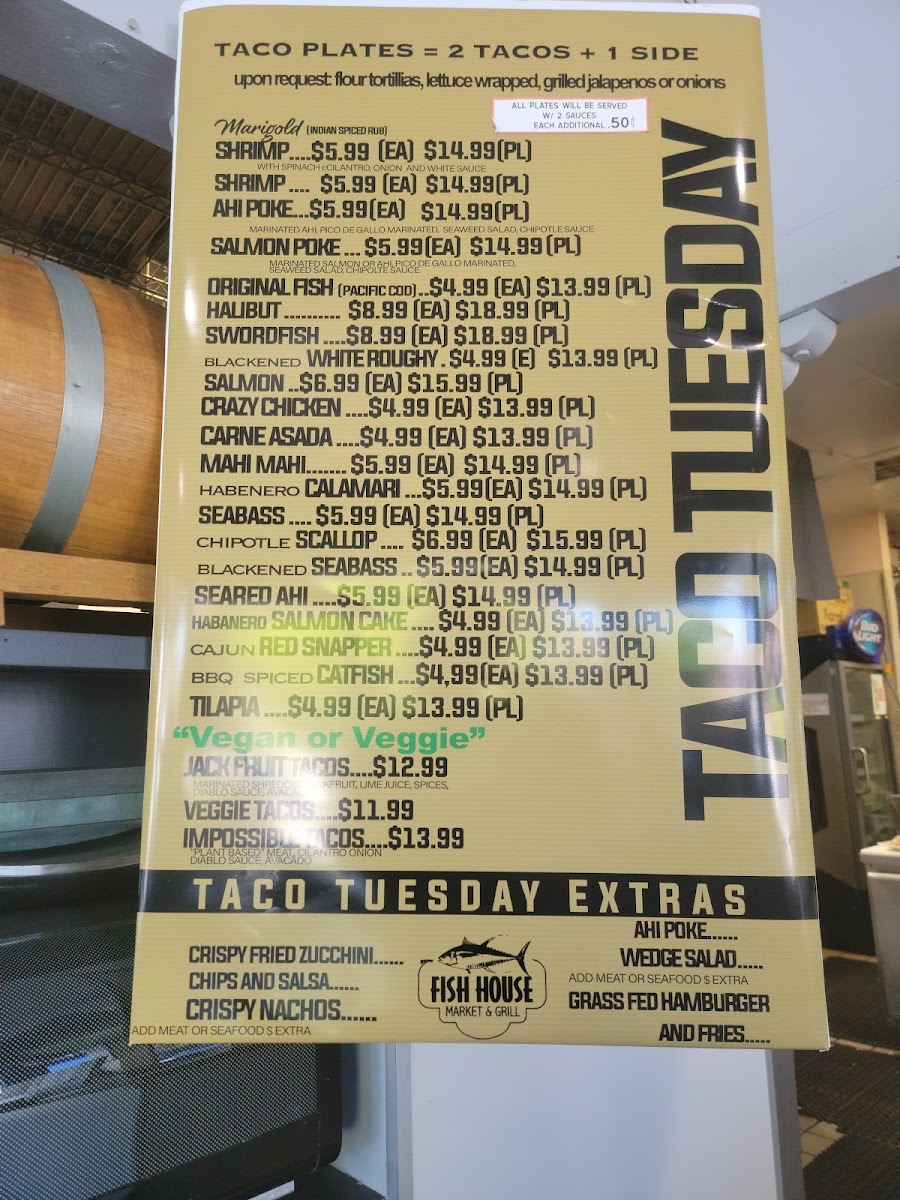 TACO PLATES = 2 TACOS + 1 SIDE
upon request: flour tortillias, lettuce wrapped, grilled jalapenos or onions
ALL PLATES WILL BE SERVED
W/ 2 SAUCES
EACH ADDITIONAL .50¢
Marigold (INDIAN SPICED RUB)
SHRIMP....$5.99 (EA) $14.99(PL)
WITH SPINACH cCILANTRO, ONION AND WHITE SAUCE
SHRIMP .... $5.99 (EA) $14.99(PL)
AHI POKE...$5.99(EA) $14.99(PL)
MARINATED AHI, PICO DE GALLO MARINATED, SEAWEED SALAD, CHIPOTLE SAUCE
SALMON POKE ... $5.99(EA) $14.99 (PL)
MARINATED SALMON OR AHI, PICO DE GALLO MARINATED,
SEAWEED SALAD, CHIPOLTE SAUCE
ORIGINAL FISH (PACIFIC COD) ..$4.99 (EA) $13.99 (PL)
HALIBUT .......... $8.99 (EA) $18.99 (PL)
SWORDFISH ....$8.99 (EA) $18.99 (PL)
BLACKENED WHITE ROUGHY . $4.99 (E) $13.99 (PL)
SALMON ..$6.99 (EA) $15.99 (PL)
CRAZY CHICKEN ....$4.99 (EA) $13.99 (PL)
CARNE ASADA ....$4.99 (EA) $13.99 (PL)
MAHI MAHI....... $5.99 (EA) $14.99 (PL)
HABENERO CALAMARI ...$5.99(EA) $14.99 (PL)
SEABASS .... $5.99 (EA) $14.99 (PL)
CHIPOTLE SCALLOP .... $6.99 (EA) $15.99 (PL)
BLACKENED SEABASS .. $5.99(EA) $14.99 (PL)
SEARED AHI ....$5.99 (EA) $14.99 (PL)
HABANERO SALMON CAKE .... $4.99 (EA) $13.99 (PL)
CAJUN RED SNAPPER ....$4.99 (EA) $13.99 (PL)
BBQ SPICED CATFISH ...$4,99(EA) $13.99 (PL)
TILAPIA ....$4.99 (EA) $13.99 (PL)
TACO TUESDAY
“Vegan or Veggie”
JACK FRUIT TACOS....$12.99
MARINATED LIME JUICE, SPICES,
DIABLO SAUCE,
VEGGIE TACOS....$11.99
IMPOSSIBLE TACOS....$13.99
"PLANT BASED" MEAT, CILANTRO ONION
DIABLO SAUCE, AVACADO
TACO TUESDAY EXTRAS
CRISPY FRIED ZUCCHINI......
CHIPS AND SALSA......
CRISPY NACHOS......
ADD MEAT OR SEAFOOD $ EXTRA
FISH HOUSE
MARKET & GRILL
AHI POKE......
WEDGE SALAD.....
ADD MEAT OR SEAFOOD $ EXTRA
GRASS FED HAMBURGER
AND FRIES.....
BUD
LIGHT